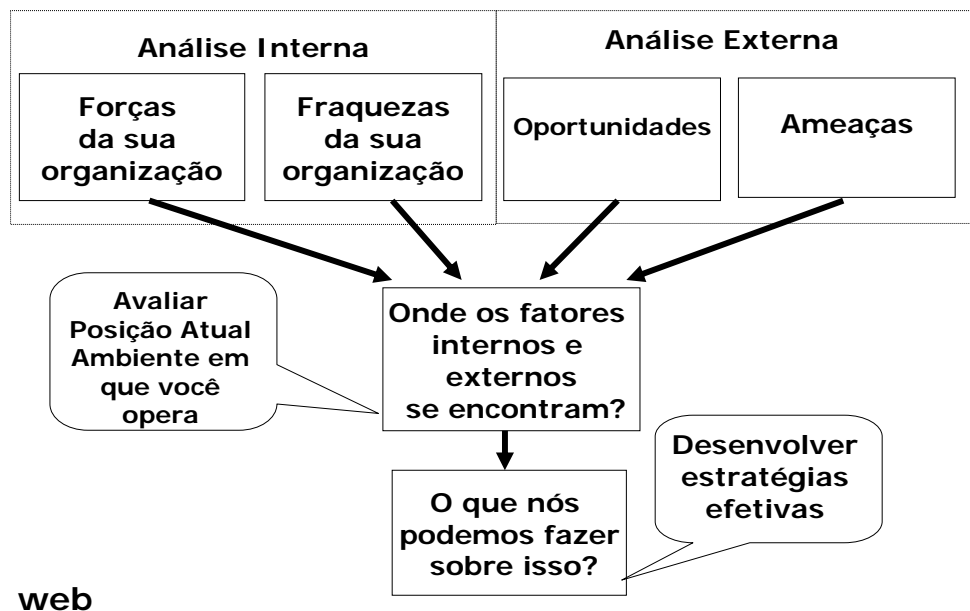 Análise Interna
Análise Externa
Forças
da sua
organização
Fraquezas
da sua
organização
Oportunidades
Ameaças
Avaliar
Posição Atual
Ambiente em
que você
opera
Onde os fatores
internos e
externos
se encontram?
Desenvolver
estratégias
efetivas
O que nós
podemos fazer
sobre isso?
web